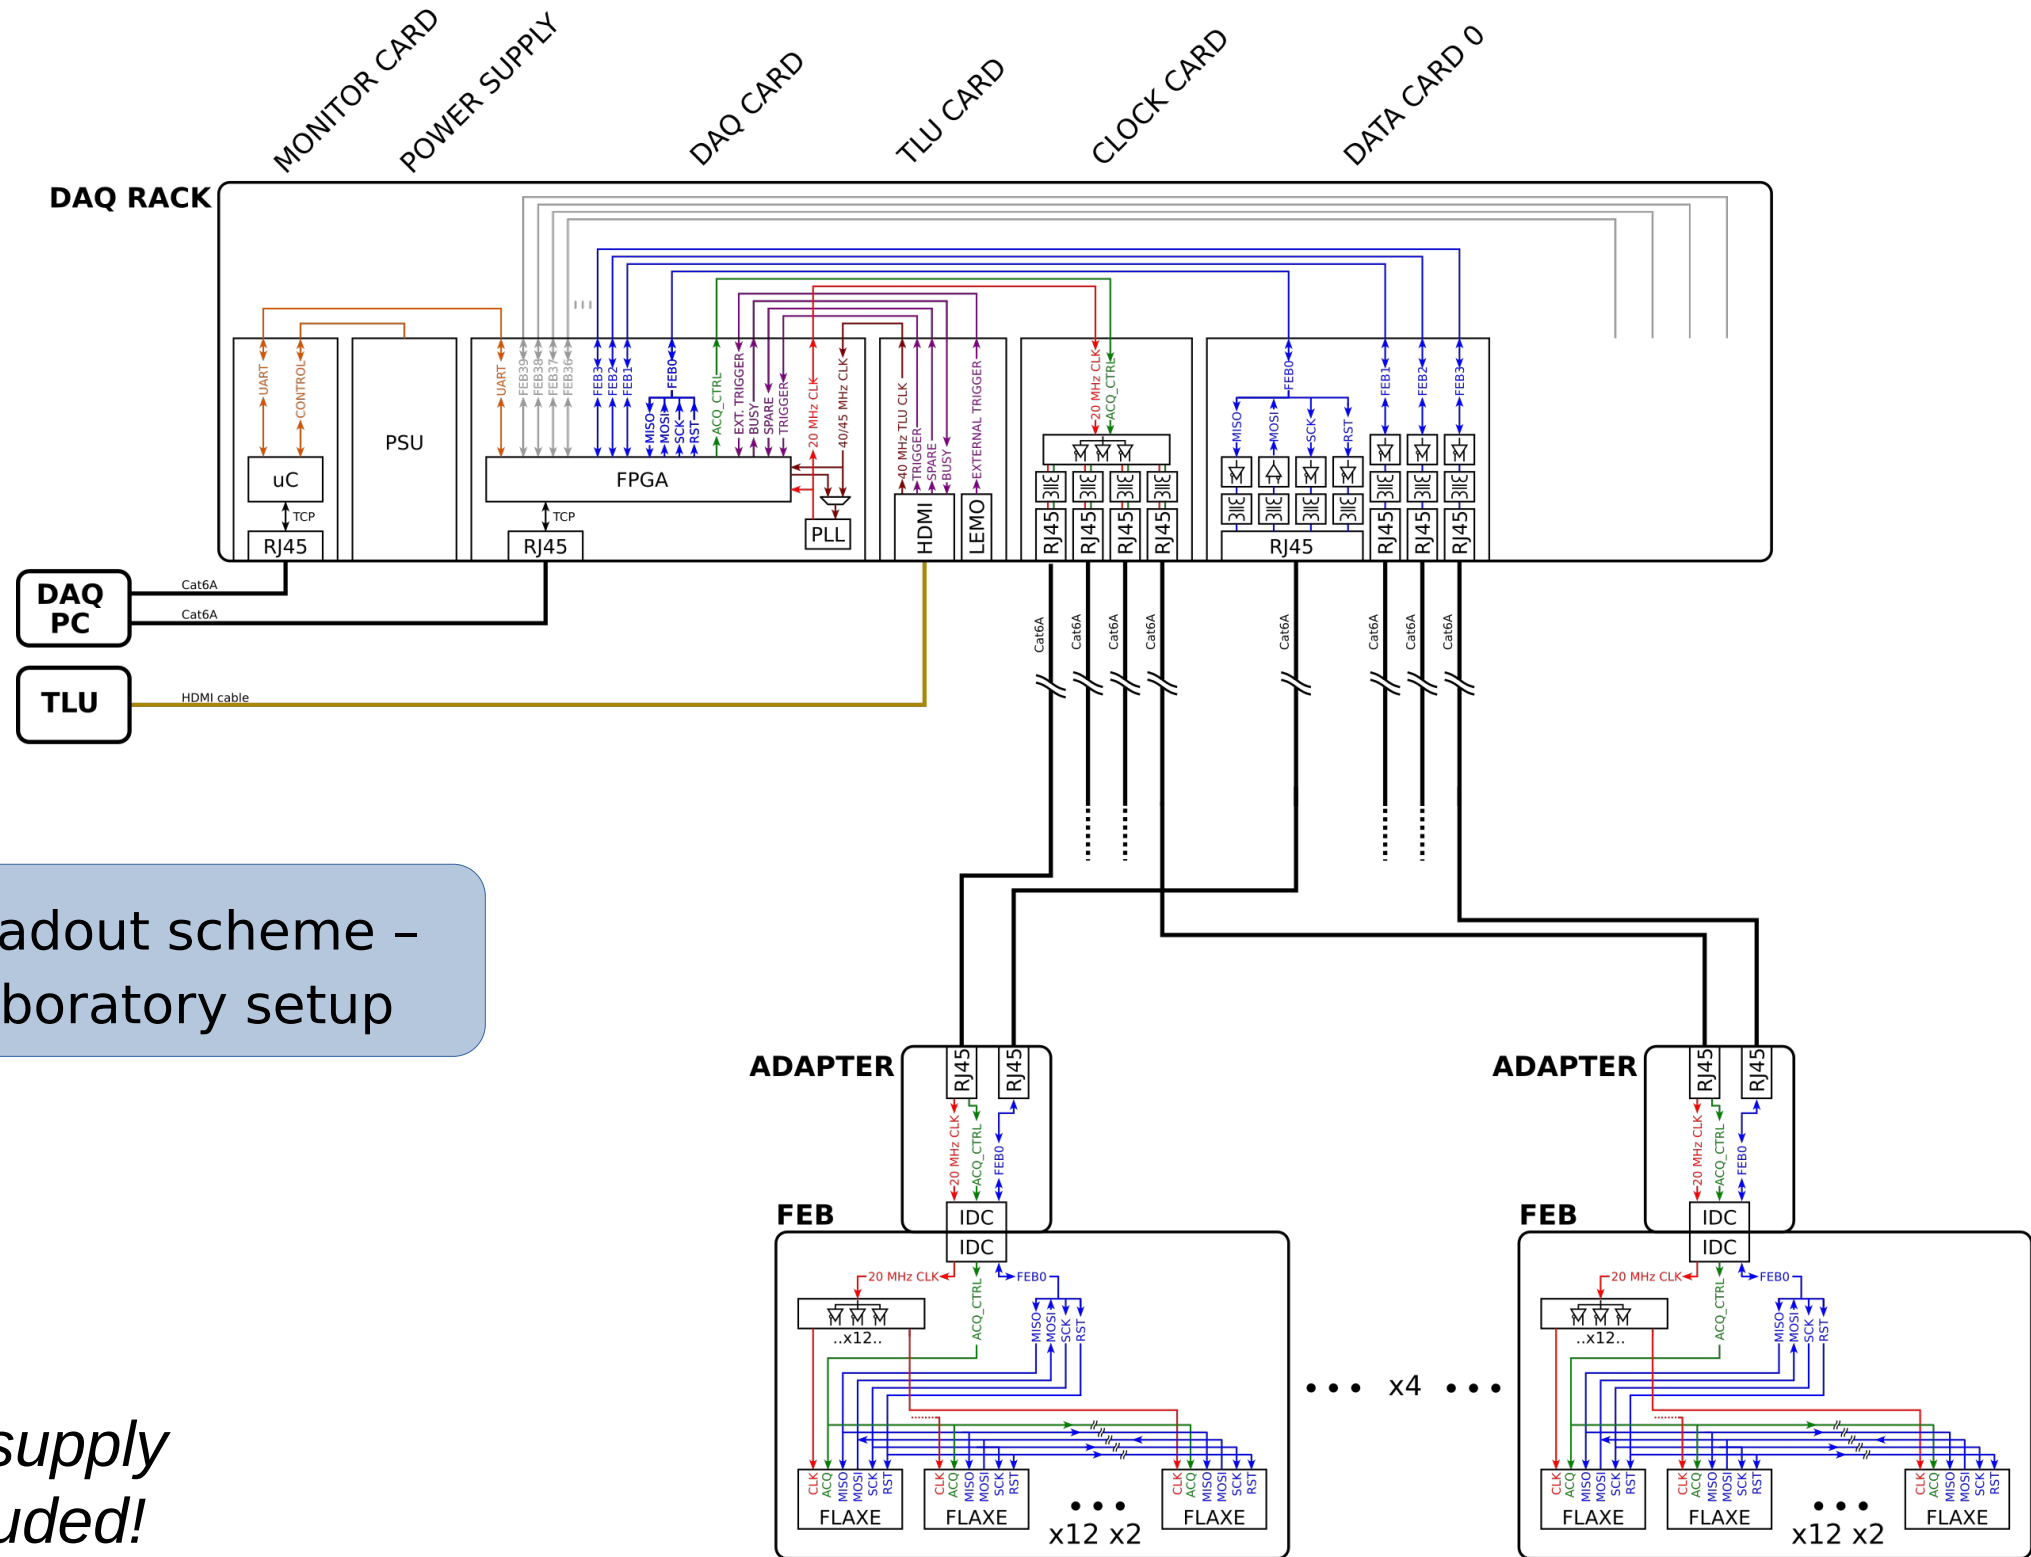 MONITOR CARD
POWER SUPPLY
DAQ CARD
TLU CARD
CLOCK CARD
DATA CARD 0
DAQ RACK
UART
CONTROL
PSU
UART
FEB39
FEB38
FEB37
FEB36
FEB3
FEB2
FEB1
FEB0
MISO
MOSI
SCK
RST
ACQ_CTRL
EXT. TRIGGER
BUSY
SPARE
TRIGGER
20 MHz CLK
40/45 MHz CLK
40 MHz TLU CLK
TRIGGER
SPARE
BUSY
EXTERNAL TRIGGER
20 MHz CLK
ACQ_CTRL
FEB0
MISO
MOSI
SCK
RST
FEB1
FEB2
FEB3
uC
FPGA
TCP
TCP
PLL
HDMI
LEMO
RJ45
RJ45
RJ45
RJ45
RJ45
RJ45
RJ45
RJ45
RJ45
RJ45
DAQ
PC
Cat6A
Cat6A
Cat6A
Cat6A
Cat6A
Cat6A
Cat6A
Cat6A
Cat6A
Cat6A
TLU
HDMI cable
adout scheme –
boratory setup
ADAPTER
RJ45
RJ45
20 MHz CLK
ACQ_CTRL
FEB0
IDC
FEB
IDC
20 MHz CLK
ACQ_CTRL
FEB0
MISO
MOSI
SCK
RST
..x12..
CLK
ACQ
MISO
MOSI
SCK
RST
FLAXE
CLK
ACQ
MISO
MOSI
SCK
RST
FLAXE
x12 x2
CLK
ACQ
MISO
MOSI
SCK
RST
FLAXE
x4
ADAPTER
RJ45
RJ45
20 MHz CLK
ACQ_CTRL
FEB0
IDC
FEB
IDC
20 MHz CLK
ACQ_CTRL
FEB0
MISO
MOSI
SCK
RST
..x12..
CLK
ACQ
MISO
MOSI
SCK
RST
FLAXE
CLK
ACQ
MISO
MOSI
SCK
RST
FLAXE
x12 x2
CLK
ACQ
MISO
MOSI
SCK
RST
FLAXE
supply
uded!